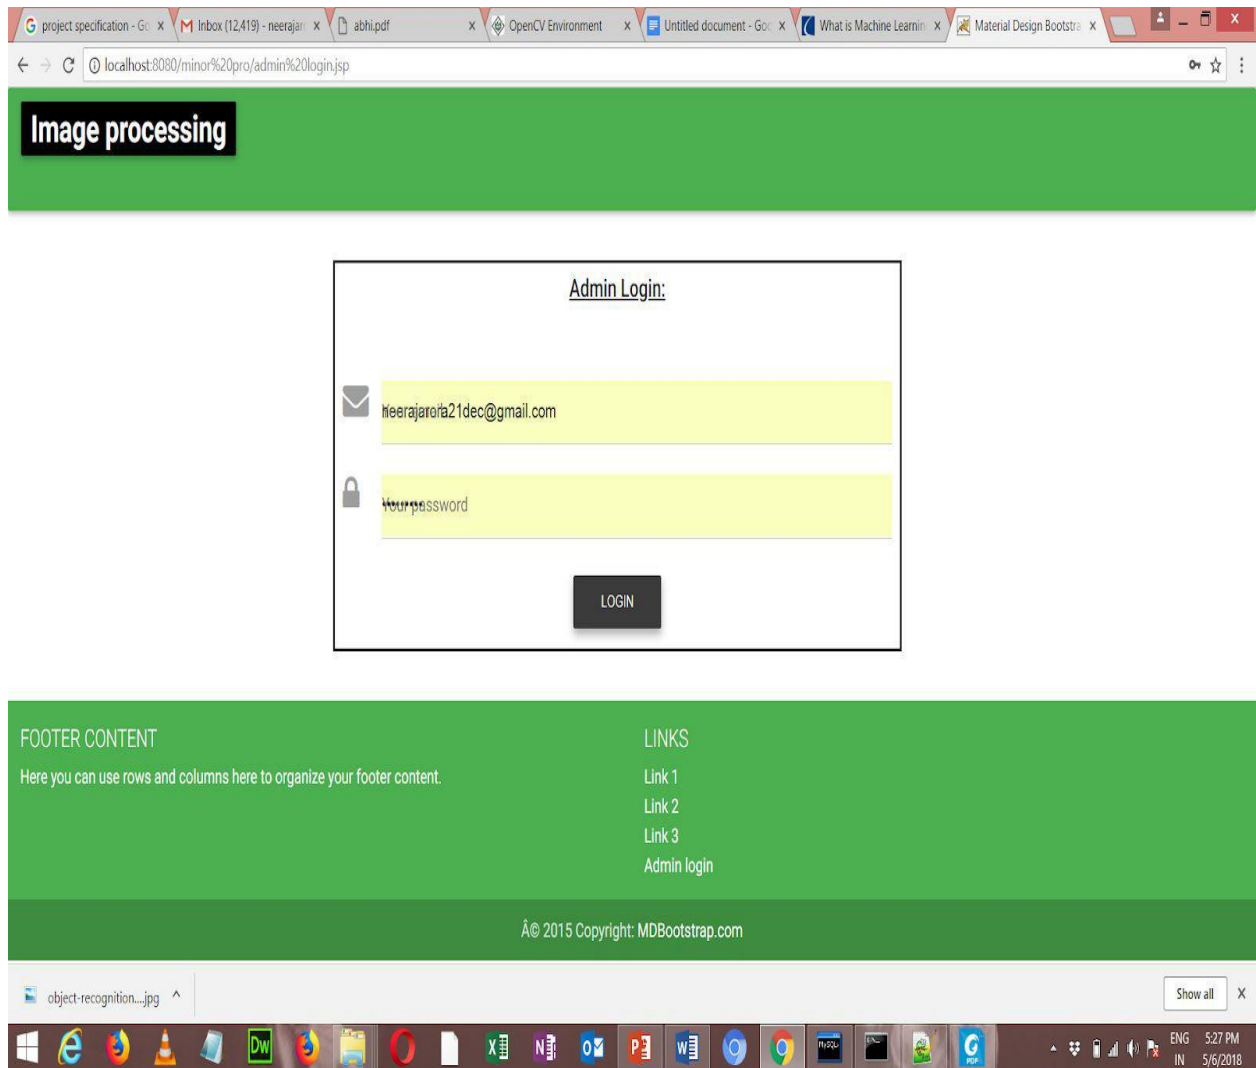 project specification - Go
Inbox (12,419) - neerajar
abhi.pdf
OpenCV Environment
Untitled document - Goo
What is Machine Learnin
Material Design Bootstra
localhost:8080/minor%20pro/admin%20login.jsp
Image processing
Admin Login:
neerajarora21dec@gmail.com
Your password
LOGIN
FOOTER CONTENT
Here you can use rows and columns here to organize your footer content.
LINKS
Link 1
Link 2
Link 3
Admin login
Â© 2015 Copyright: MDBootstrap.com
object-recognition....jpg
Show all
Dw
MySQL
PDF
ENG
IN
5:27 PM
5/6/2018